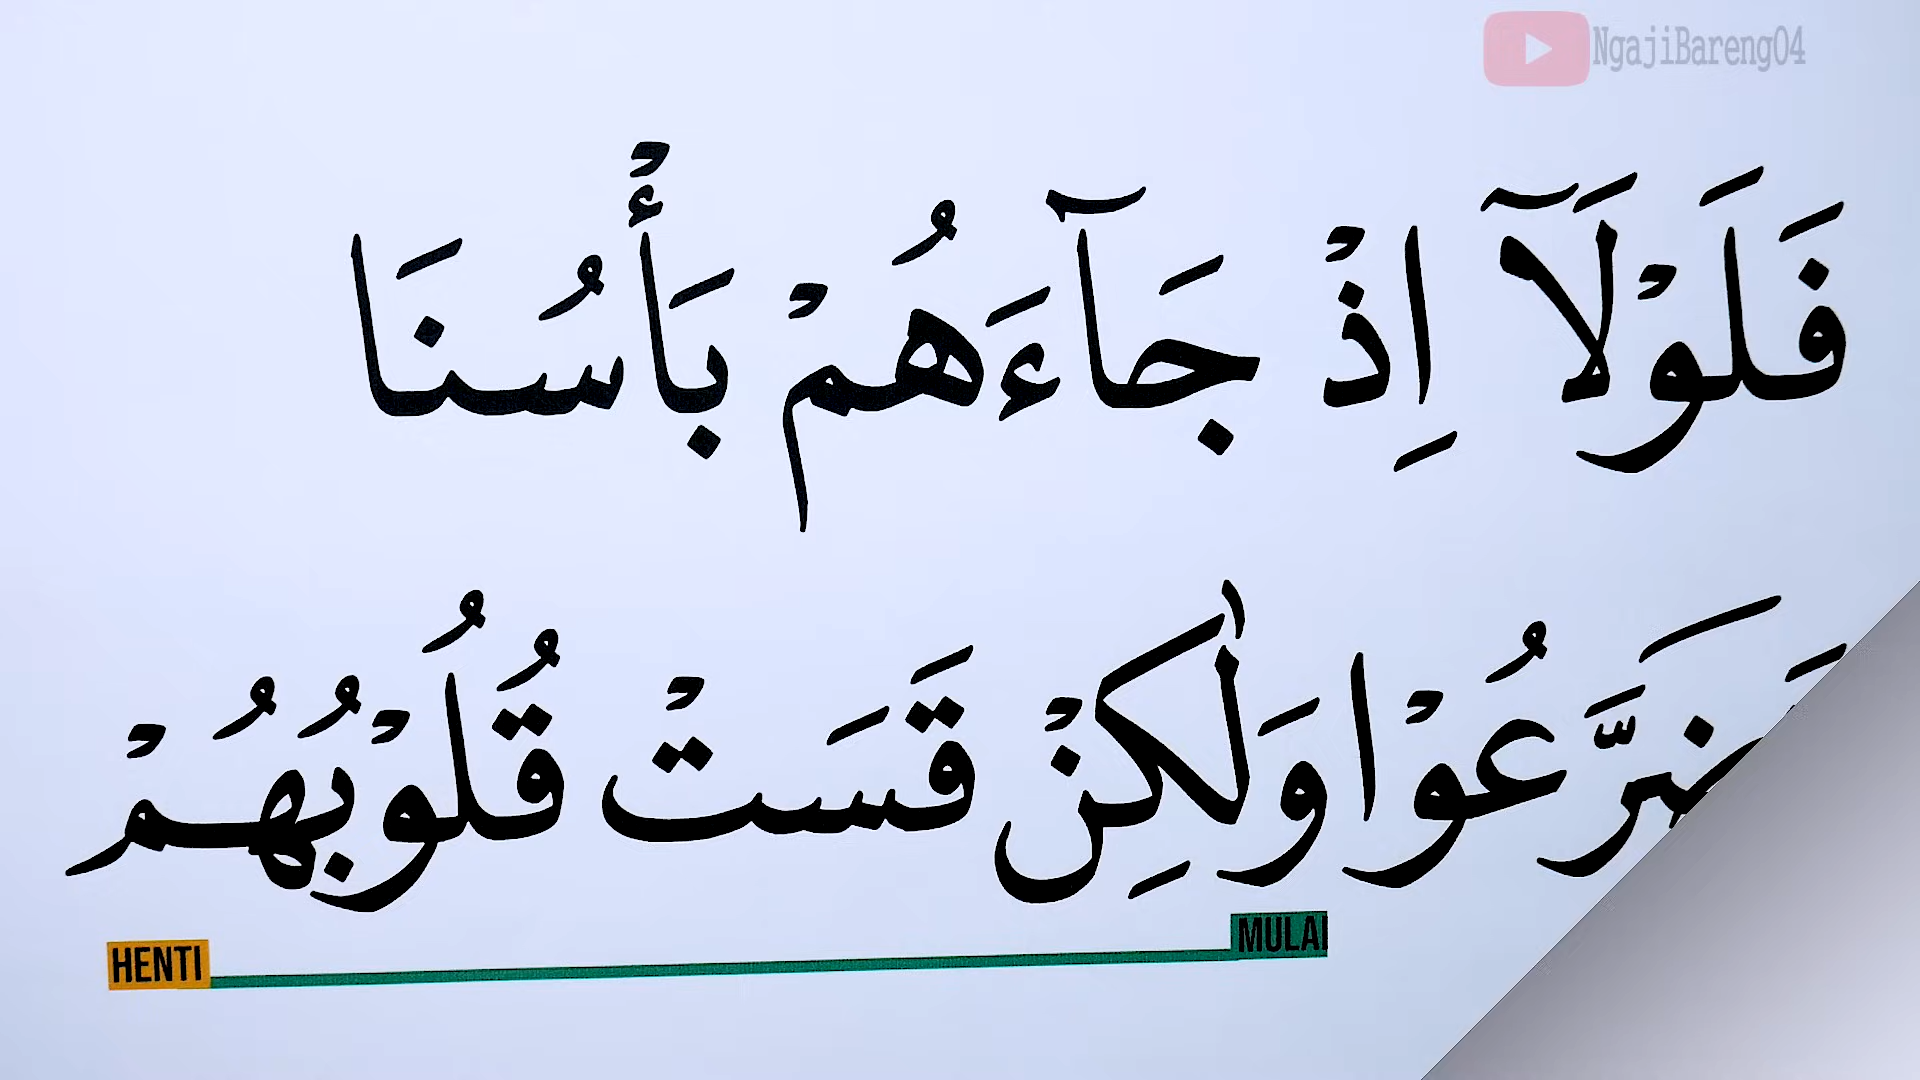 NgajiBareng04
فَلَوْلَآ اِذْ جَآءَهُمْ بَأْسُنَا
وَلٰكِنْ قَسَتْ قُلُوْبُهُمْ
MULAI
HENTI